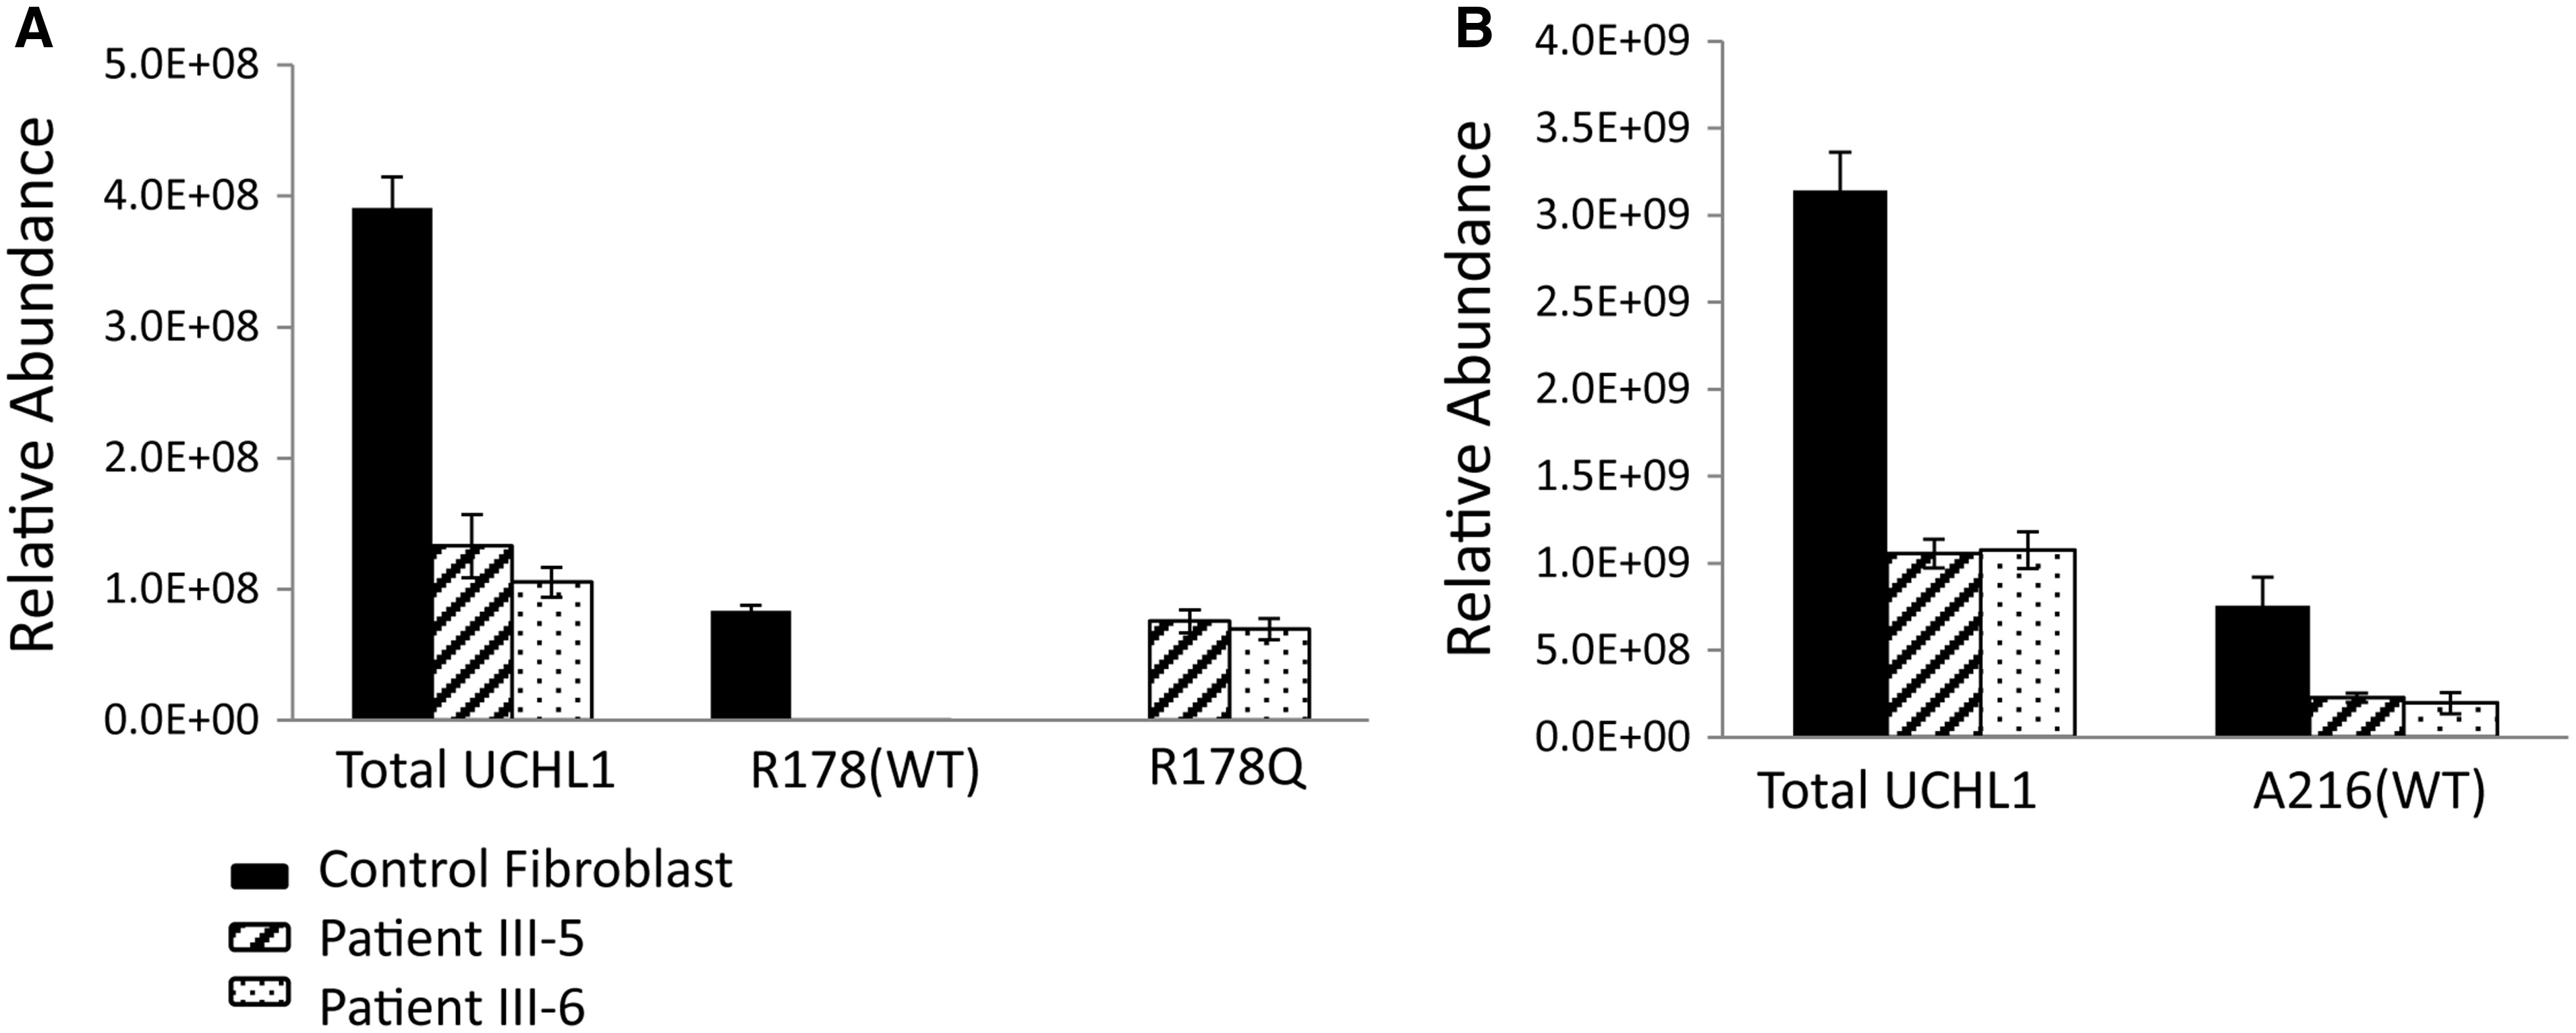 A
Relative Abundance
5.0E+08
4.0E+08
3.0E+08
2.0E+08
1.0E+08
0.0E+00
Total UCHL1
R178(WT)
R178Q
Control Fibroblast
Patient III-5
Patient III-6
B
Relative Abundance
4.0E+09
3.5E+09
3.0E+09
2.5E+09
2.0E+09
1.5E+09
1.0E+09
5.0E+08
0.0E+00
Total UCHL1
A216(WT)